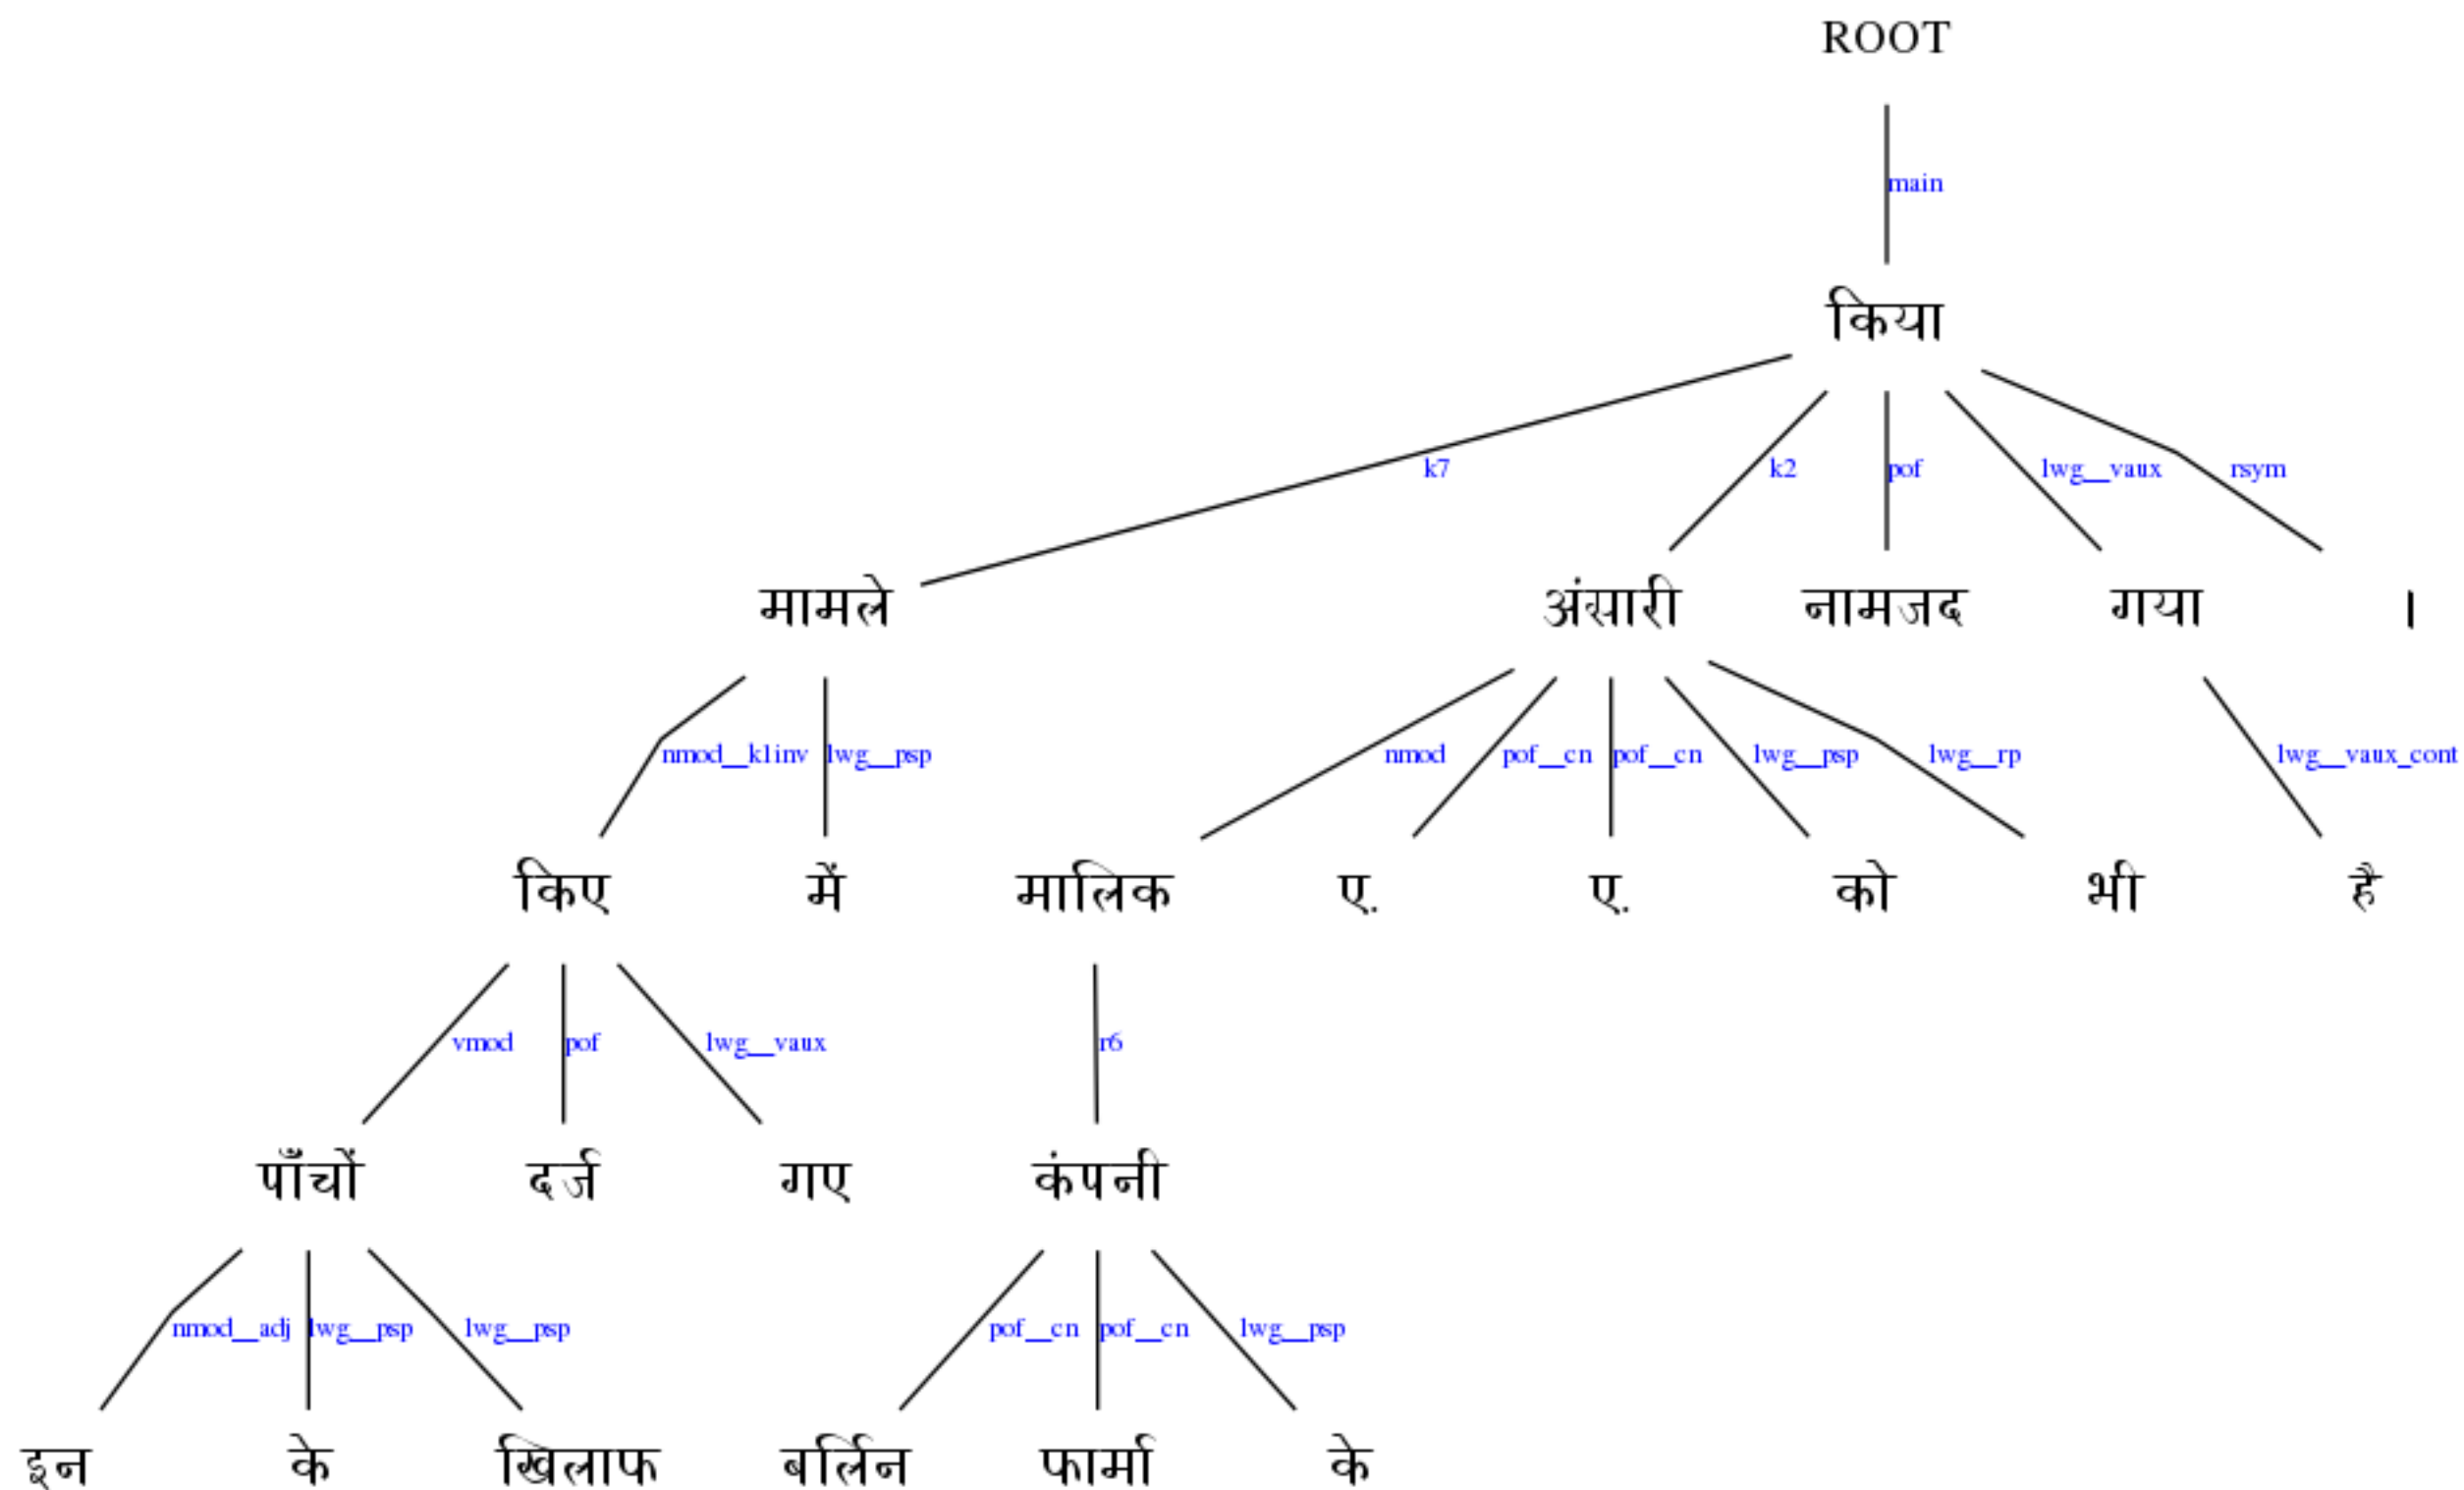 ROOT
main
किया
k7 k2 pof lwg__vaux rsym
मामले अंसारी नामजद गया ।
nmod__k1inv lwg__psp nmod pof__cn pof__cn lwg__psp lwg__rp lwg__vaux_cont
किए में मालिक ए. ए. को भी है
vmod pof lwg__vaux r6
पाँचों दर्ज गए कंपनी
nmod__adj lwg__psp lwg__psp pof__cn pof__cn lwg__psp
इन के खिलाफ बर्लिन फार्मा के